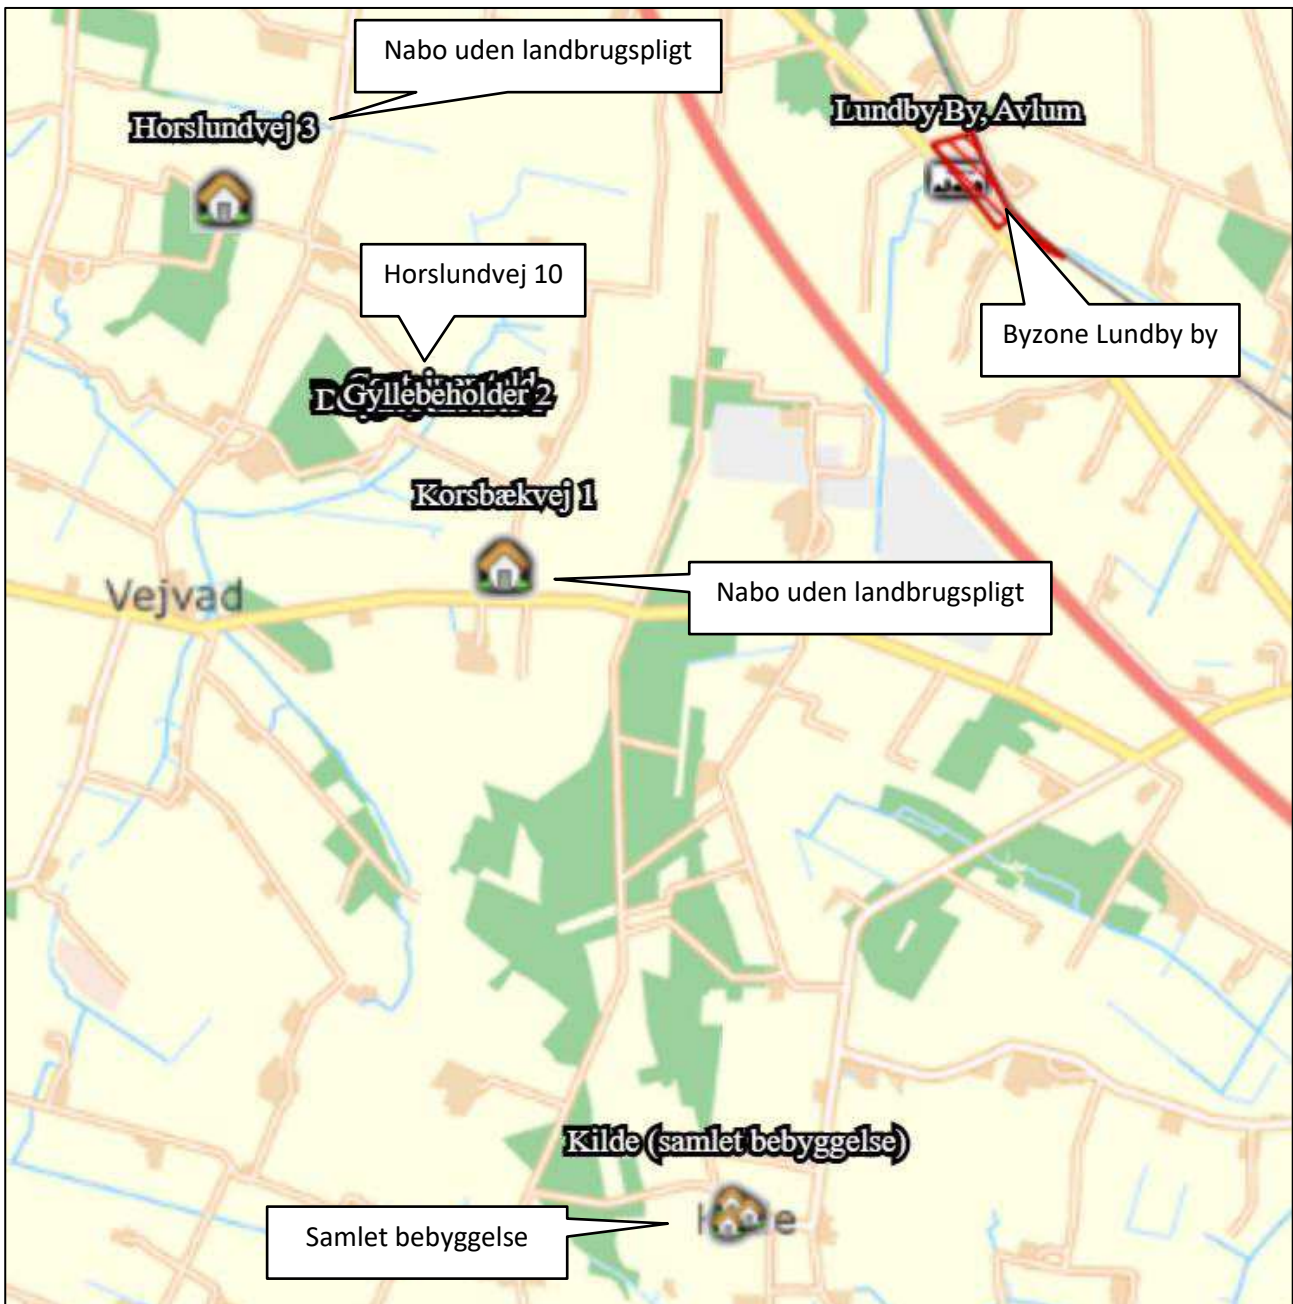 Nabo uden landbrugspligt
Lundby By, Avlum
Horslundvej 3
Horslundvej 10
Byzone Lundby by
Gyllebeholder 2
Korsbækvej 1
Nabo uden landbrugspligt
Vejvad
Kilde (samlet bebyggelse)
Samlet bebyggelse